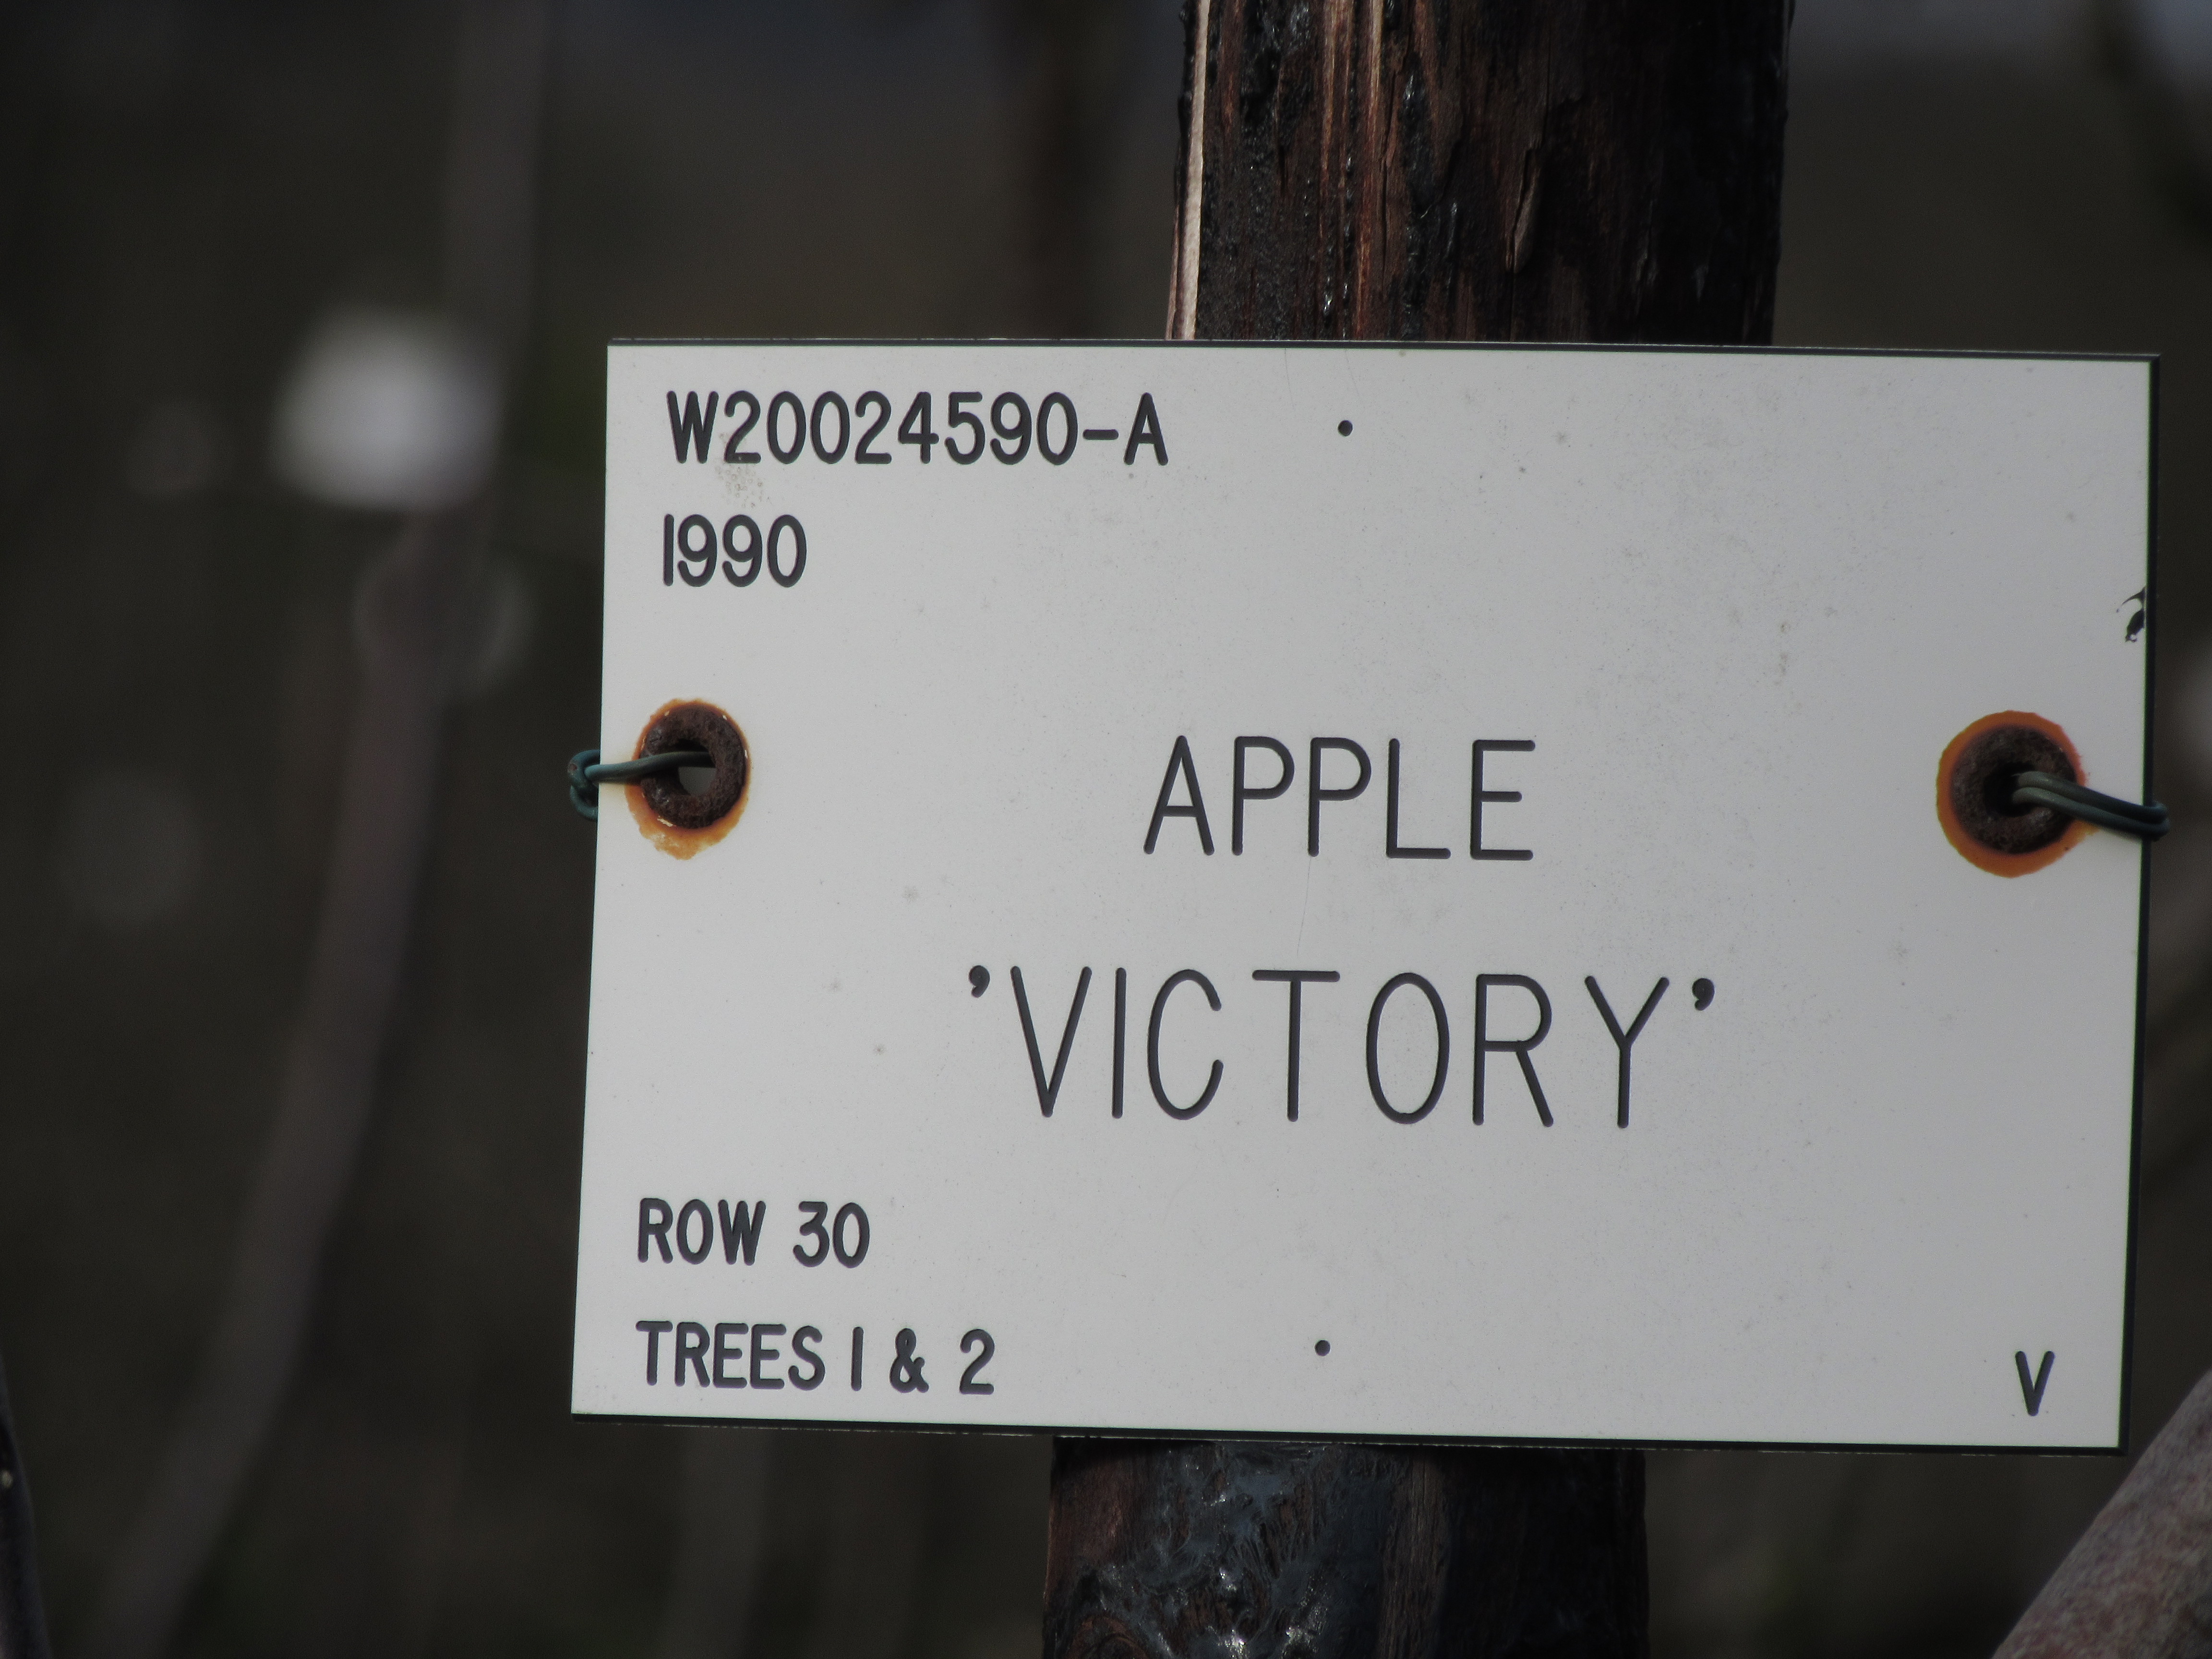 W20024590-A
1990
APPLE
'VICTORY'
ROW 30
TREES 1 & 2
V